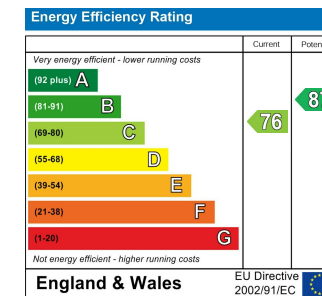 Energy Efficiency Rating
Current
Very energy efficient - lower running costs
(92 plus) A
(81-91) B
(69-80) C
76
(55-68) D
(39-54) E
(21-38) F
(1-20) G
Not energy efficient - higher running costs
England & Wales
EU Directive
2002/91/EC